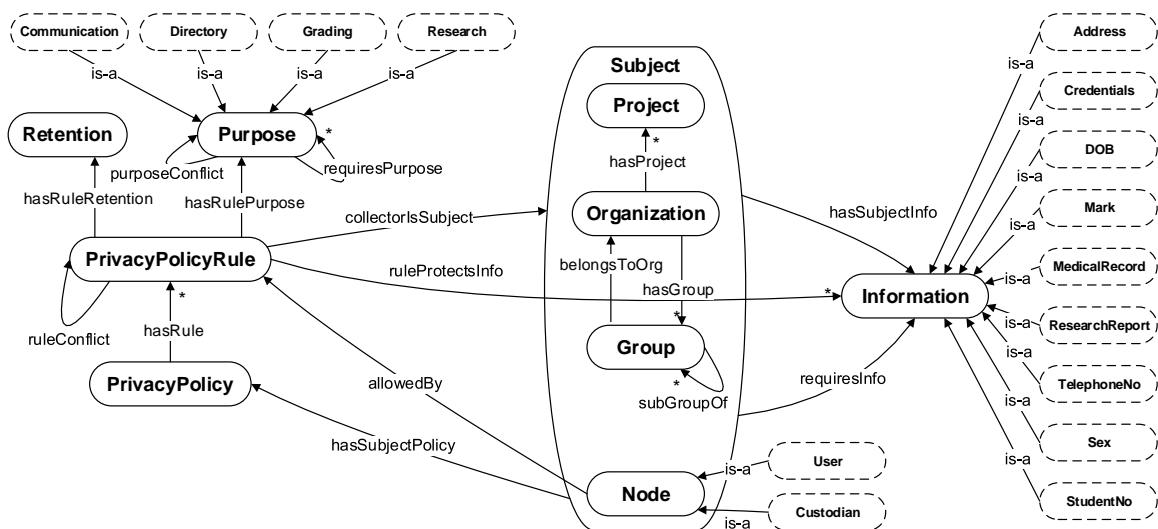 Communication
Directory
Grading
Research
is-a
is-a
is-a
is-a
Retention
Purpose
*
purposeConflict
requiresPurpose
hasRuleRetention
hasRulePurpose
collectorIsSubject
PrivacyPolicyRule
ruleProtectsInfo
*
ruleConflict
hasRule
PrivacyPolicy
allowedBy
hasSubjectPolicy
Subject
Project
*
hasProject
Organization
belongsToOrg
hasGroup
*
Group
*
subGroupOf
Node
is-a
User
is-a
Custodian
hasSubjectInfo
*
Information
requiresInfo
Address
is-a
Credentials
is-a
DOB
is-a
Mark
is-a
MedicalRecord
is-a
ResearchReport
is-a
TelephoneNo
is-a
Sex
is-a
StudentNo
is-a